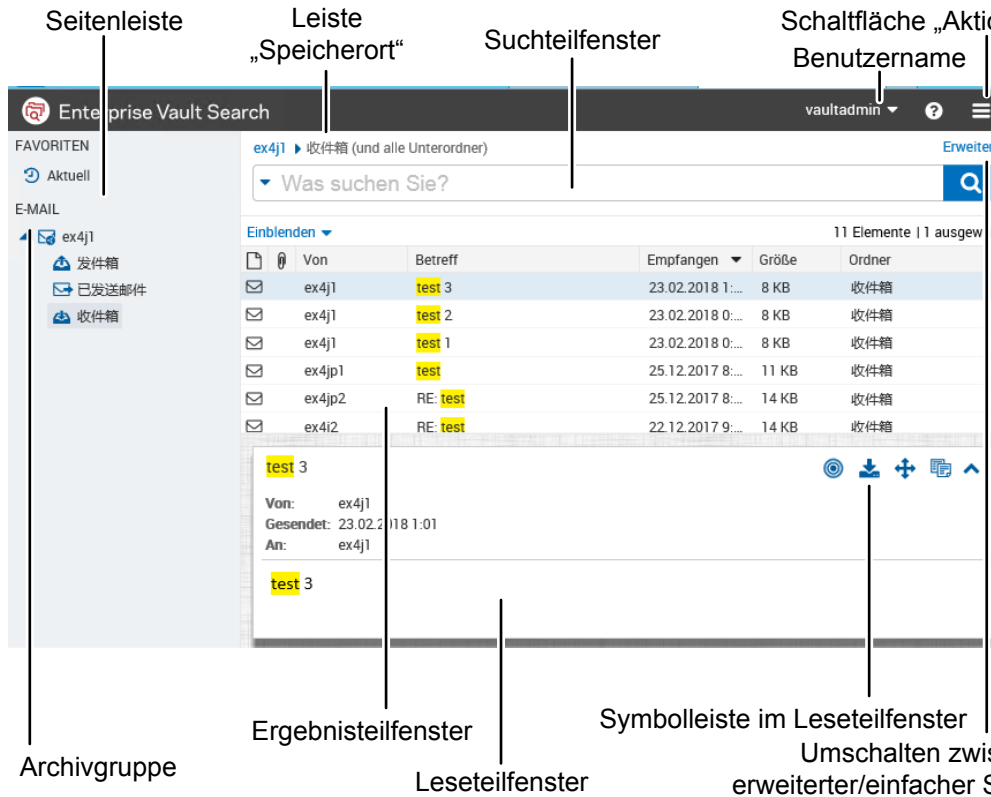 Seitenleiste
Leiste
„Speicherort“
Suchteilfenster
Schaltfläche
Benutzername
Enterprise Vault Search
vaultadmin
?
FAVORITEN
Aktuell
E-MAIL
ex4j1
发件箱
已发送邮件
收件箱
ex4j1 收件箱 (und alle Unterordner)
Was suchen Sie?
Einblenden
11 Elemente | 1
Von Betreff Empfangen Größe Ordner
ex4j1 test 3 23.02.2018 1:... 8 KB 收件箱
ex4j1 test 2 23.02.2018 0:... 8 KB 收件箱
ex4j1 test 1 23.02.2018 0:... 8 KB 收件箱
ex4jp1 test 25.12.2017 8:... 11 KB 收件箱
ex4jp2 RE: test 25.12.2017 8:... 14 KB 收件箱
ex4i2 RE: test 22.12.2017 9:... 14 KB 收件箱
test 3
Von: ex4j1
Gesendet: 23.02.2018 1:01
An: ex4j1
test 3
Ergebnisteilfenster
Symbolleiste im Leseteilfenster
Archivgruppe
Leseteilfenster
Umschalten
erweiterter/einfacher